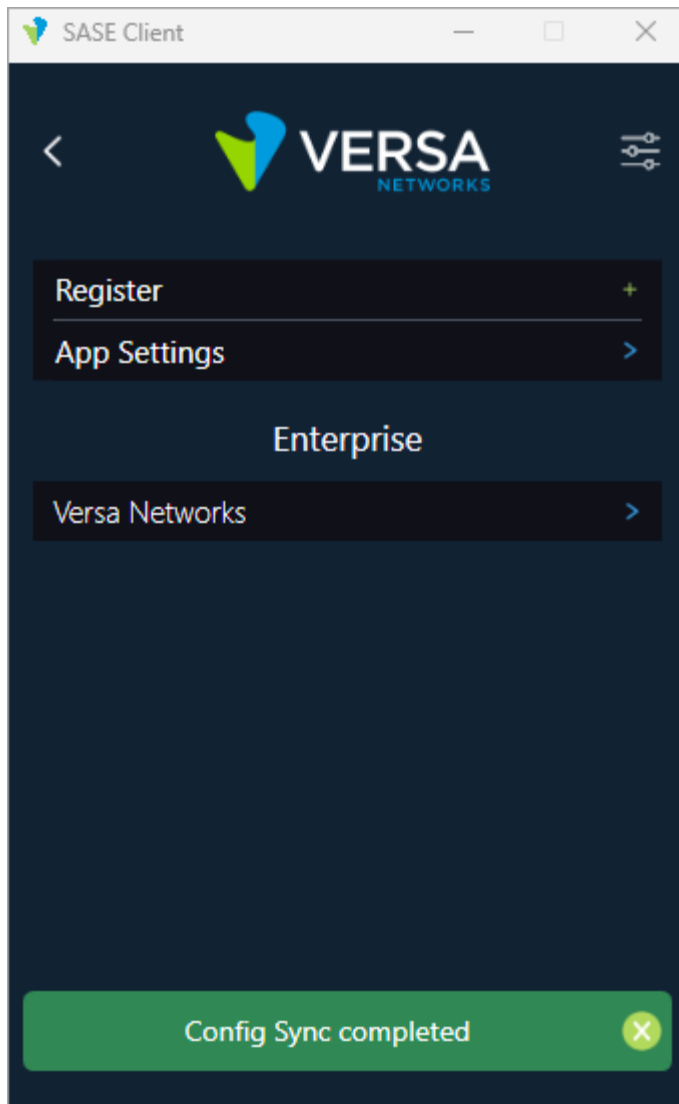 SASE Client
VERSA
NETWORKS
Register
App Settings
Enterprise
Versa Networks
Config Sync completed